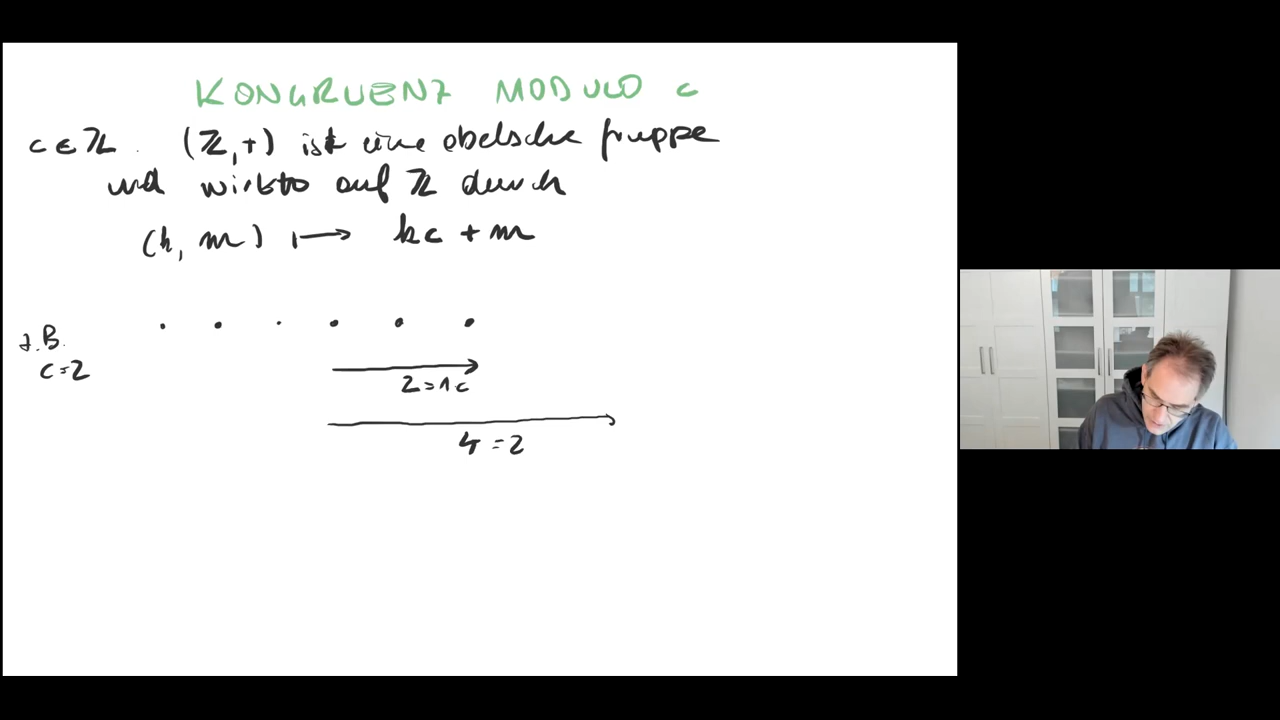 KONGRUENZ MODULO c
c ∈ ℤ. (ℤ, +) ist eine abelsche Gruppe
und wirkt auf ℤ durch
(k, m) ↦ kc + m
z.B.
c=2
2=1c
4=2